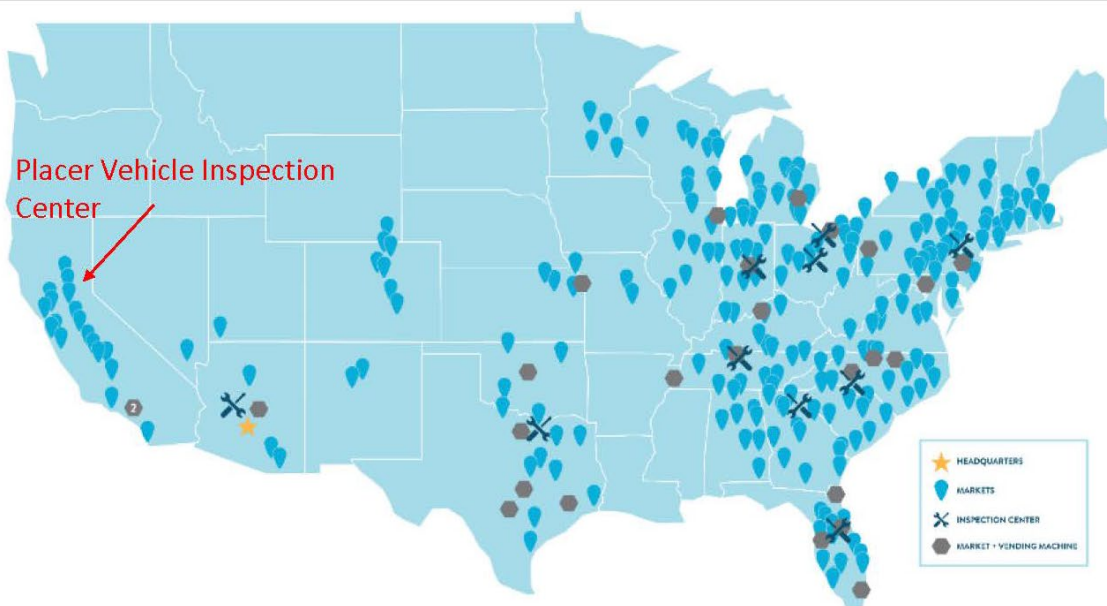 Placer Vehicle Inspection
Center
2
HEADQUARTERS
MARKETS
INSPECTION CENTER
MARKET + VENDING MACHINE